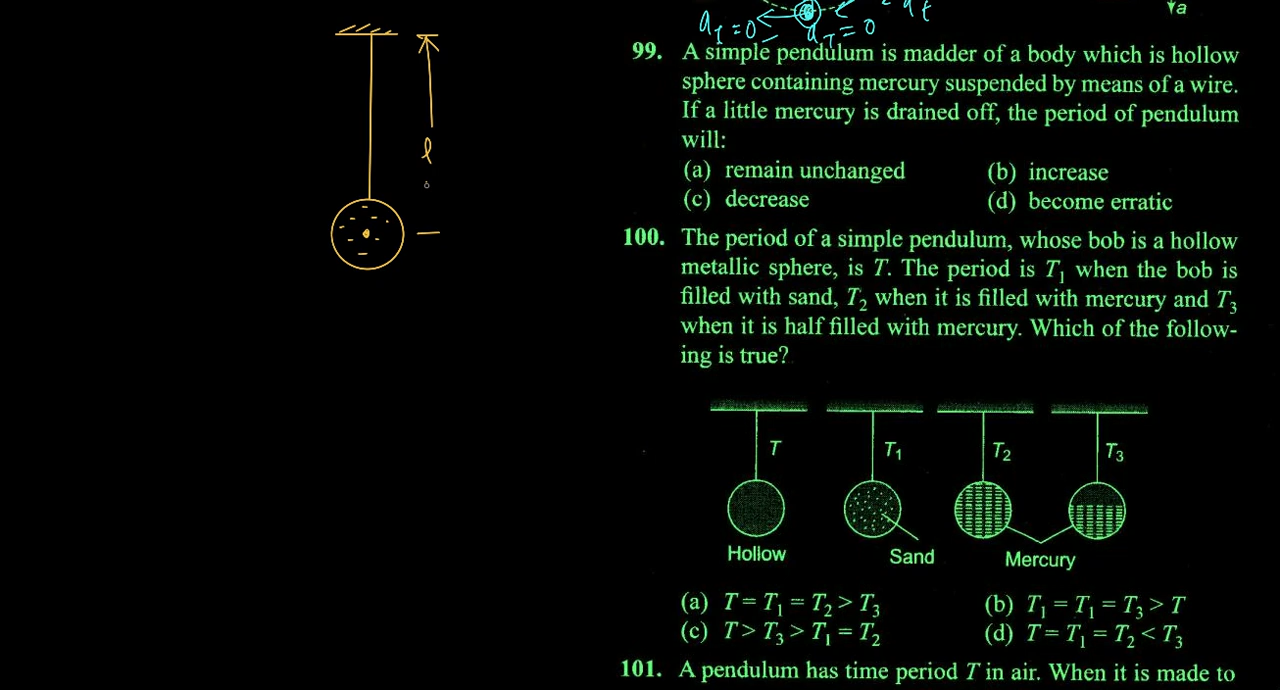 a_T = 0 a_T = 0 a_t
a
l
99. A simple pendulum is madder of a body which is hollow
sphere containing mercury suspended by means of a wire.
If a little mercury is drained off, the period of pendulum
will:
(a) remain unchanged (b) increase
(c) decrease (d) become erratic
100. The period of a simple pendulum, whose bob is a hollow
metallic sphere, is T. The period is T₁ when the bob is
filled with sand, T₂ when it is filled with mercury and T₃
when it is half filled with mercury. Which of the follow-
ing is true?
T T₁ T₂ T₃
Hollow Sand Mercury
(a) T = T₁ = T₂ > T₃ (b) T₁ = T₁ = T₃ > T
(c) T > T₃ > T₁ = T₂ (d) T = T₁ = T₂ < T₃
101. A pendulum has time period T in air. When it is made to